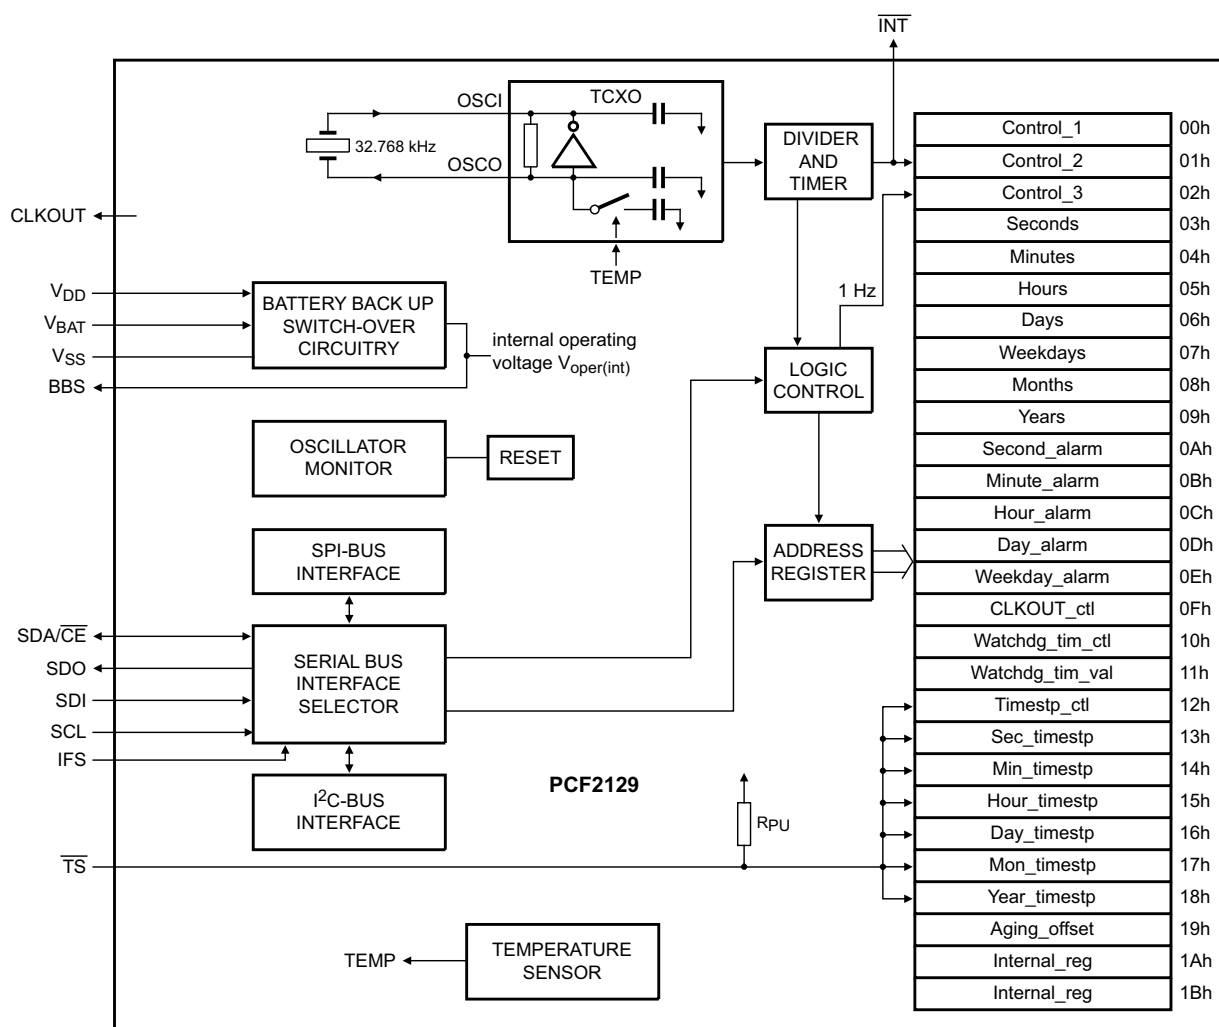 INT
OSCI
TCXO
32.768 kHz
OSCO
TEMP
DIVIDER
AND
TIMER
CLKOUT
VDD
VBAT
VSS
BBS
BATTERY BACK UP
SWITCH-OVER
CIRCUITRY
internal operating
voltage Voper(int)
1 Hz
LOGIC
CONTROL
OSCILLATOR
MONITOR
RESET
SPI-BUS
INTERFACE
ADDRESS
REGISTER
SDA/CE
SDO
SDI
SCL
IFS
SERIAL BUS
INTERFACE
SELECTOR
I2C-BUS
INTERFACE
PCF2129
RPU
TS
TEMP
TEMPERATURE
SENSOR
Control_1 00h
Control_2 01h
Control_3 02h
Seconds 03h
Minutes 04h
Hours 05h
Days 06h
Weekdays 07h
Months 08h
Years 09h
Second_alarm 0Ah
Minute_alarm 0Bh
Hour_alarm 0Ch
Day_alarm 0Dh
Weekday_alarm 0Eh
CLKOUT_ctl 0Fh
Watchdg_tim_ctl 10h
Watchdg_tim_val 11h
Timestp_ctl 12h
Sec_timestp 13h
Min_timestp 14h
Hour_timestp 15h
Day_timestp 16h
Mon_timestp 17h
Year_timestp 18h
Aging_offset 19h
Internal_reg 1Ah
Internal_reg 1Bh